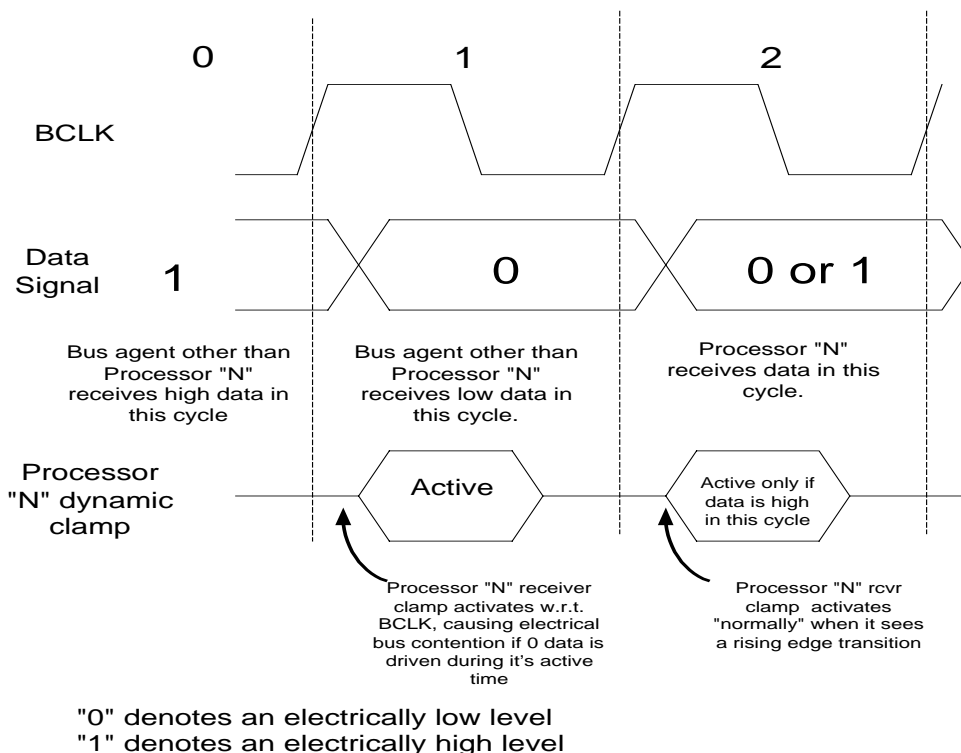 0
1
2
BCLK
Data
Signal
1
0
0 or 1
Bus agent other than
Processor "N"
receives high data in
this cycle
Bus agent other than
Processor "N"
receives low data in
this cycle.
Processor "N"
receives data in this
cycle.
Processor
"N" dynamic
clamp
Active
Active only if
data is high
in this cycle
Processor "N" receiver
clamp activates w.r.t.
BCLK, causing electrical
bus contention if 0 data is
driven during it's active
time
Processor "N" rcvr
clamp activates
"normally" when it sees
a rising edge transition
"0" denotes an electrically low level
"1" denotes an electrically high level